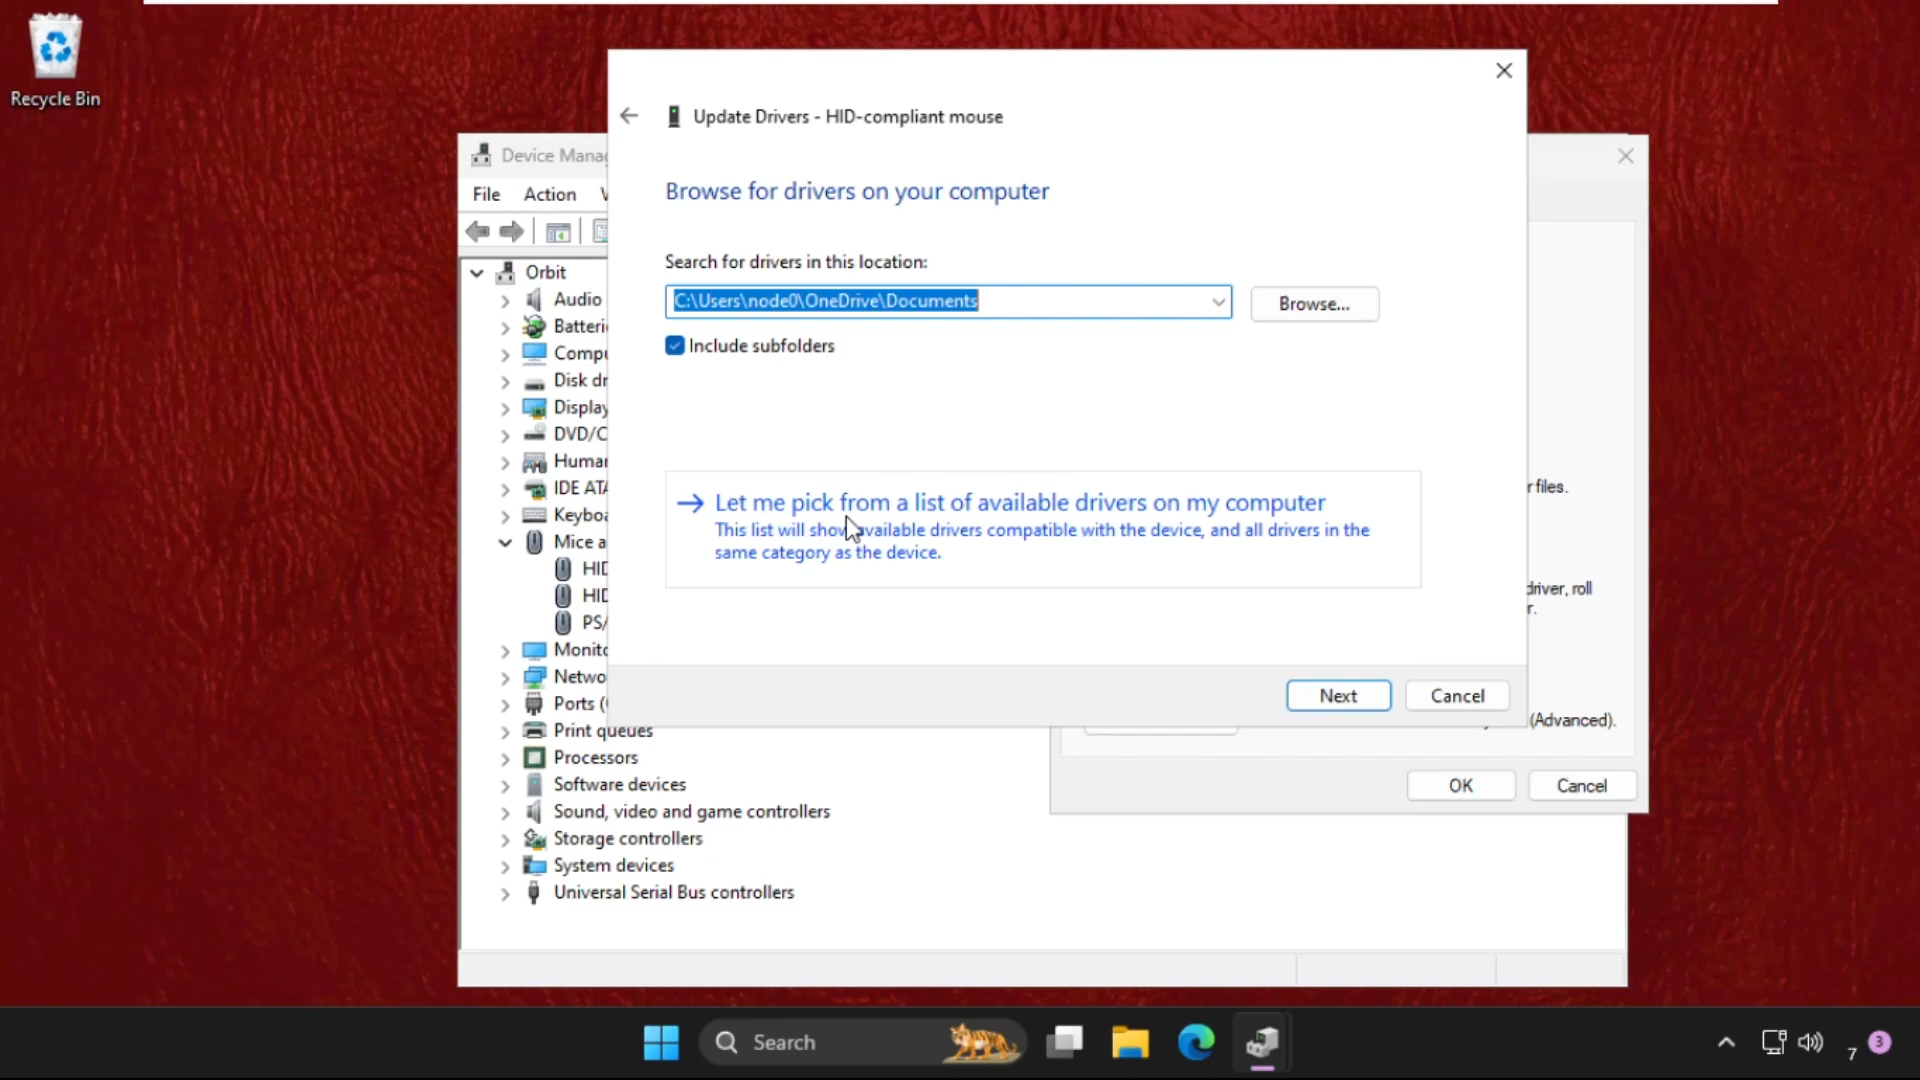 Recycle Bin
Update Drivers - HID-compliant mouse
Device Mana
File Action V
Browse for drivers on your computer
Search for drivers in this location:
C:\Users\node0\OneDrive\Documents
Browse...
Include subfolders
Let me pick from a list of available drivers on my computer
This list will show available drivers compatible with the device, and all drivers in the
same category as the device.
Next Cancel
Orbit
Audio
Batteri
Compu
Disk dr
Display
DVD/C
Human
IDE ATA
Keyboa
Mice a
HID
HID
PS/
Monito
Netwo
Ports (
Print queues
Processors
Software devices
Sound, video and game controllers
Storage controllers
System devices
Universal Serial Bus controllers
r files.
driver, roll
r.
(Advanced).
OK Cancel
Search
7
3